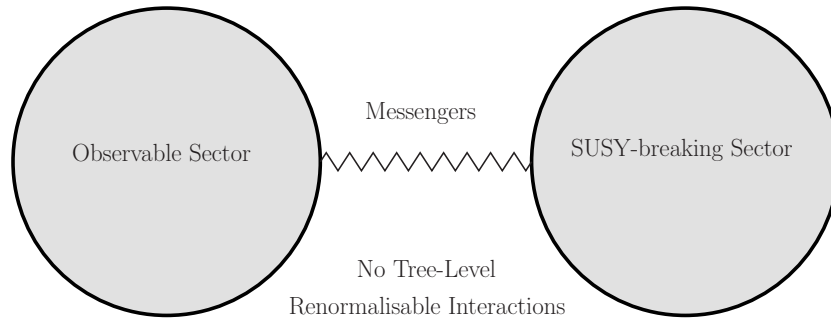 Messengers
Observable Sector
SUSY-breaking Sector
No Tree-Level
Renormalisable Interactions